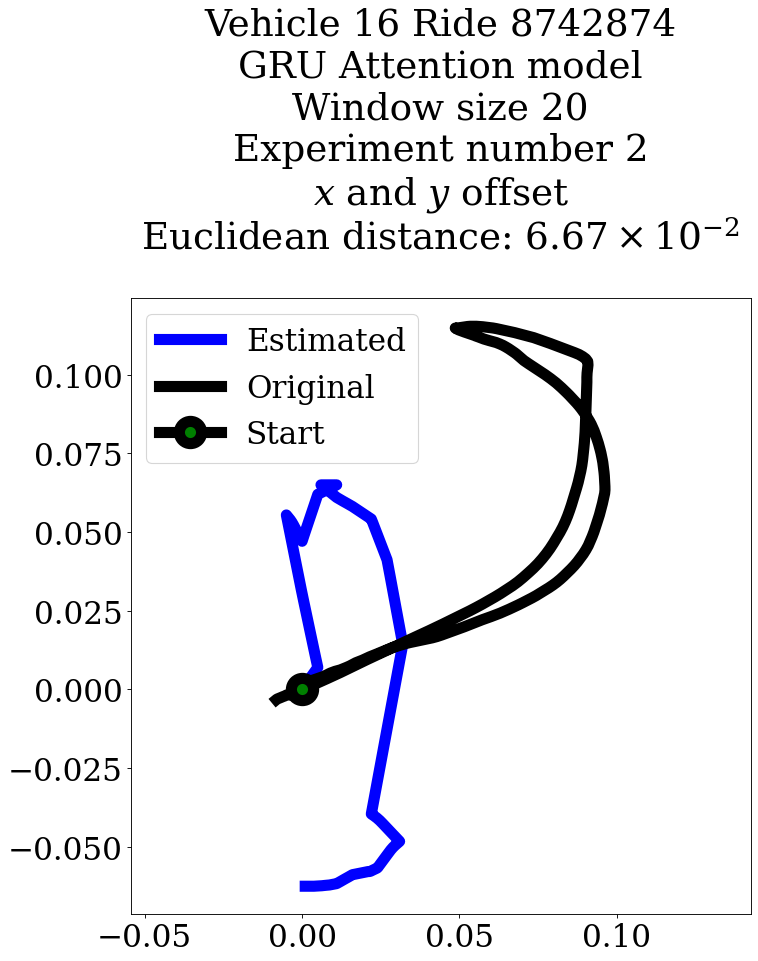 Vehicle 16 Ride 8742874
GRU Attention model
Window size 20
Experiment number 2
x and y offset
Euclidean distance: 6.67 × 10⁻²
Estimated
Original
Start
0.100
0.075
0.050
0.025
0.000
−0.025
−0.050
−0.05 0.00 0.05 0.10